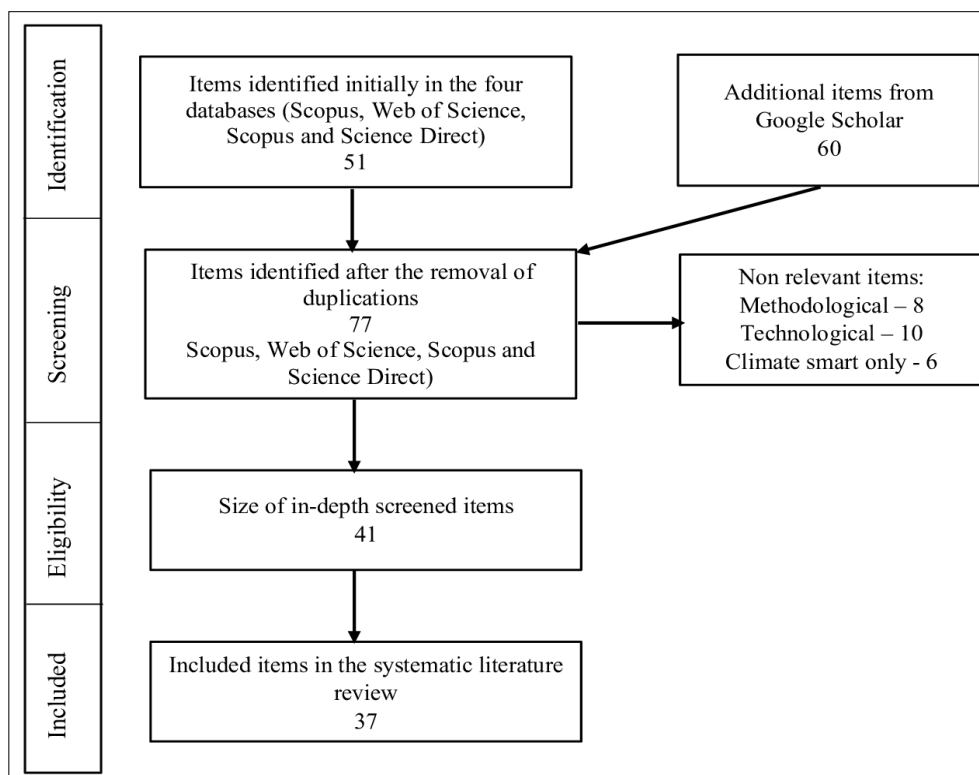 Identification
Items identified initially in the four
databases (Scopus, Web of Science,
Scopus and Science Direct)
51
Additional items from
Google Scholar
60
Screening
Items identified after the removal of
duplications
77
Scopus, Web of Science, Scopus and
Science Direct)
Non relevant items:
Methodological – 8
Technological – 10
Climate smart only - 6
Eligibility
Size of in-depth screened items
41
Included
Included items in the systematic literature
review
37